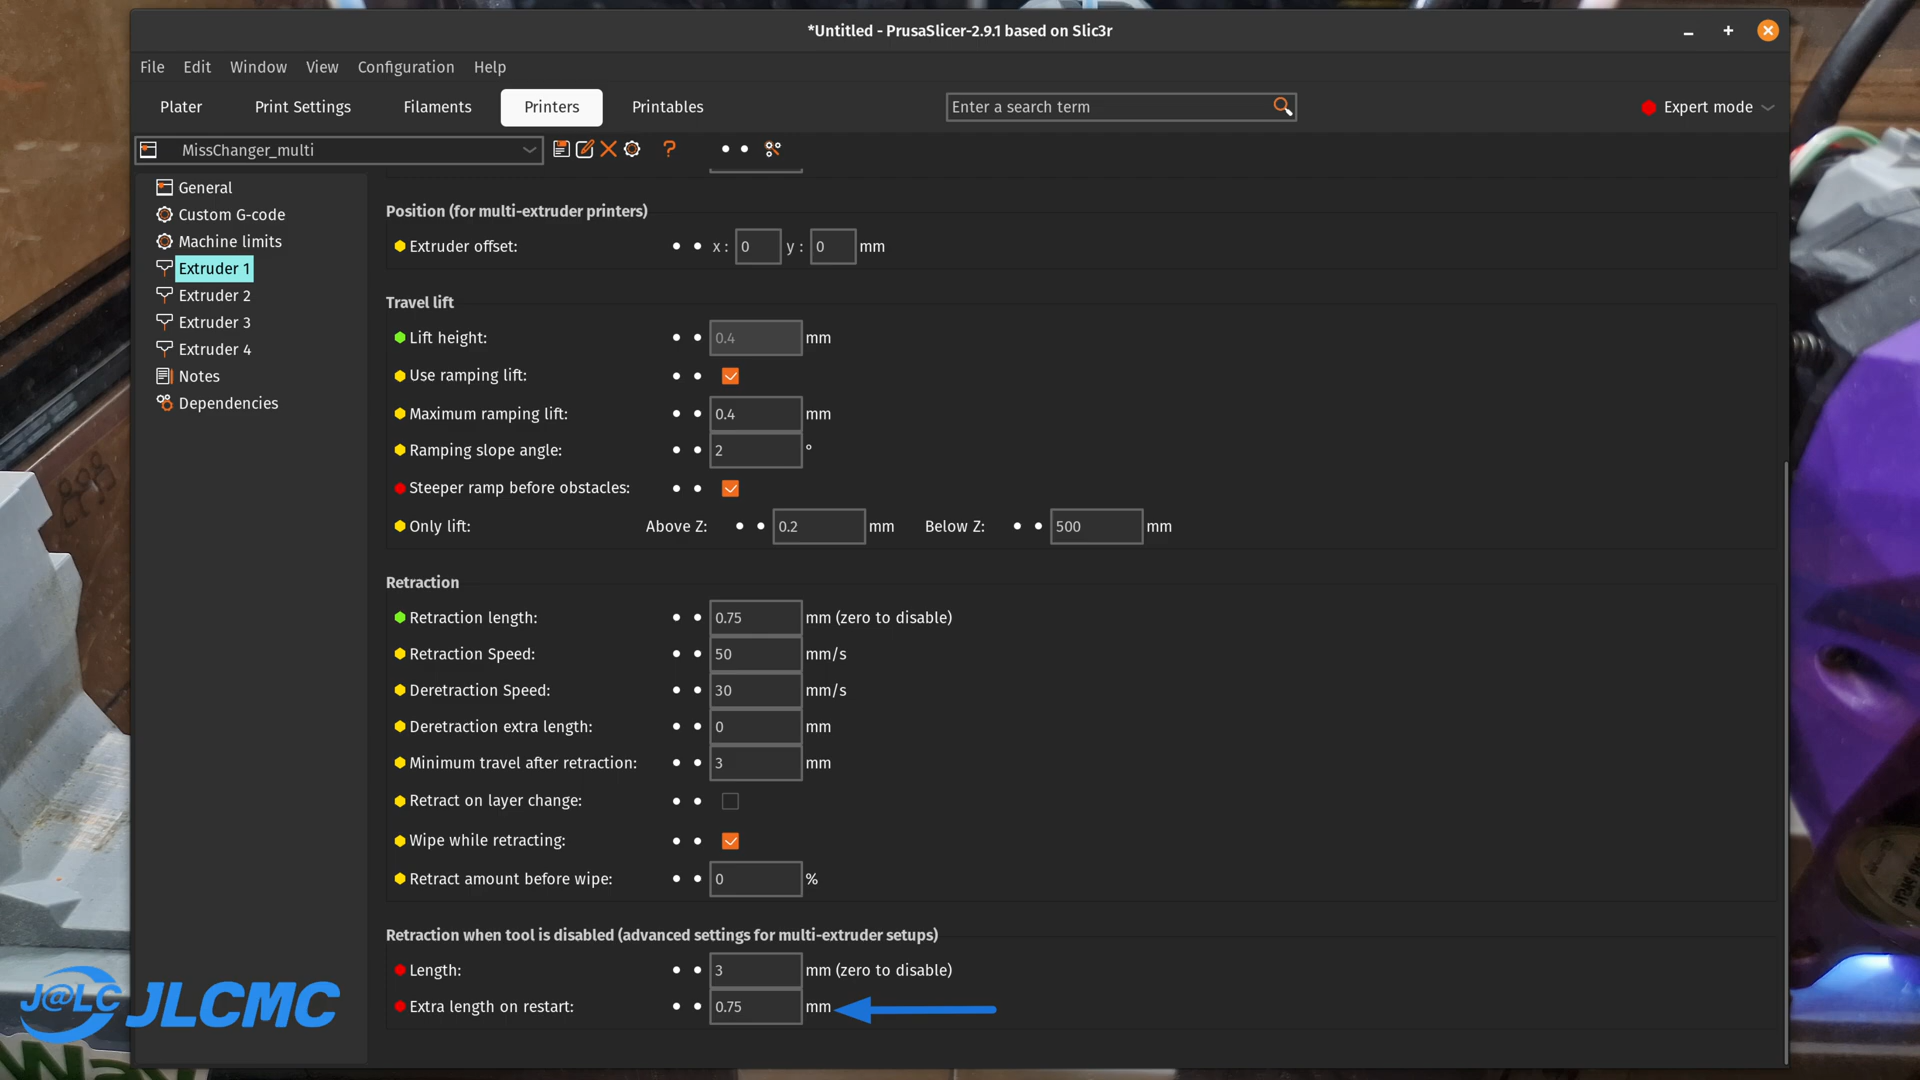 *Untitled - PrusaSlicer-2.9.1 based on Slic3r
File Edit Window View Configuration Help
Plater Print Settings Filaments Printers Printables Enter a search term Expert mode
MissChanger_multi ?
General
Custom G-code
Machine limits
Extruder 1
Extruder 2
Extruder 3
Extruder 4
Notes
Dependencies
Position (for multi-extruder printers)
Extruder offset: x : 0 y : 0 mm
Travel lift
Lift height: 0.4 mm
Use ramping lift:
Maximum ramping lift: 0.4 mm
Ramping slope angle: 2 °
Steeper ramp before obstacles:
Only lift: Above Z: 0.2 mm Below Z: 500 mm
Retraction
Retraction length: 0.75 mm (zero to disable)
Retraction Speed: 50 mm/s
Deretraction Speed: 30 mm/s
Deretraction extra length: 0 mm
Minimum travel after retraction: 3 mm
Retract on layer change:
Wipe while retracting:
Retract amount before wipe: 0 %
Retraction when tool is disabled (advanced settings for multi-extruder setups)
Length: 3 mm (zero to disable)
Extra length on restart: 0.75 mm
J@LC JLCMC